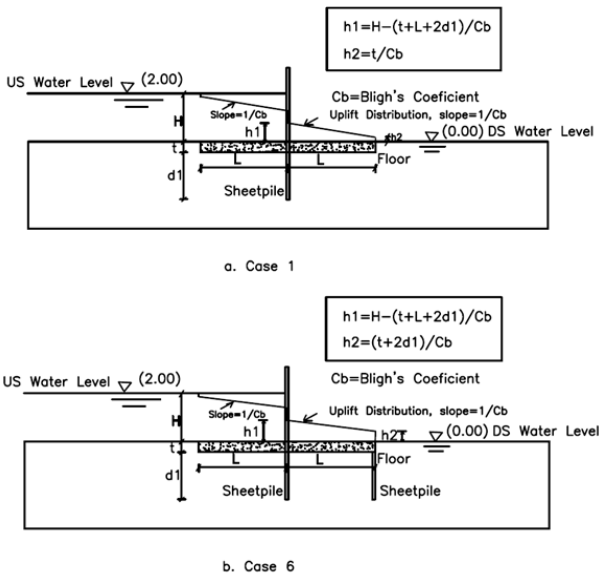 h1=H-(t+L+2d1)/Cb
h2=t/Cb
US Water Level (2.00)
Cb=Bligh's Coeficient
Slope=1/Cb
Uplift Distribution, slope=1/Cb
H
h1
h2
(0.00) DS Water Level
t
L
L
Floor
d1
Sheetpile
a. Case 1
h1=H-(t+L+2d1)/Cb
h2=(t+2d1)/Cb
Cb=Bligh's Coeficient
US Water Level (2.00)
Slope=1/Cb
Uplift Distribution, slope=1/Cb
H
h1
h2
(0.00) DS Water Level
t
L
L
Floor
d1
Sheetpile
Sheetpile
b. Case 6